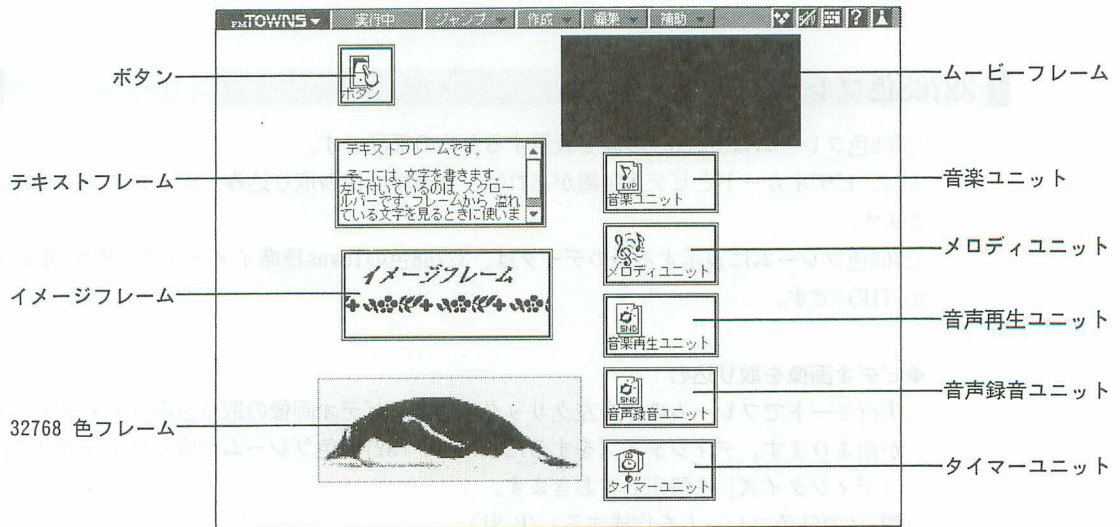 FMTOWNS 実行中 ジャンプ 作成 編集 補助
ボタン
ボタン
ムービーフレーム
テキストフレーム
テキストフレームです。
そこには、文字を書きます。
左に付いているのは、スクロー
ルバーです。フレームから 溢れ
ている文字を見るときに使いま
EUP
音楽ユニット
音楽ユニット
メロディユニット
メロディユニット
イメージフレーム
イメージフレーム
SND
音楽再生ユニット
音声再生ユニット
SND
音声録音ユニット
音声録音ユニット
32768 色フレーム
タイマーユニット
タイマーユニット